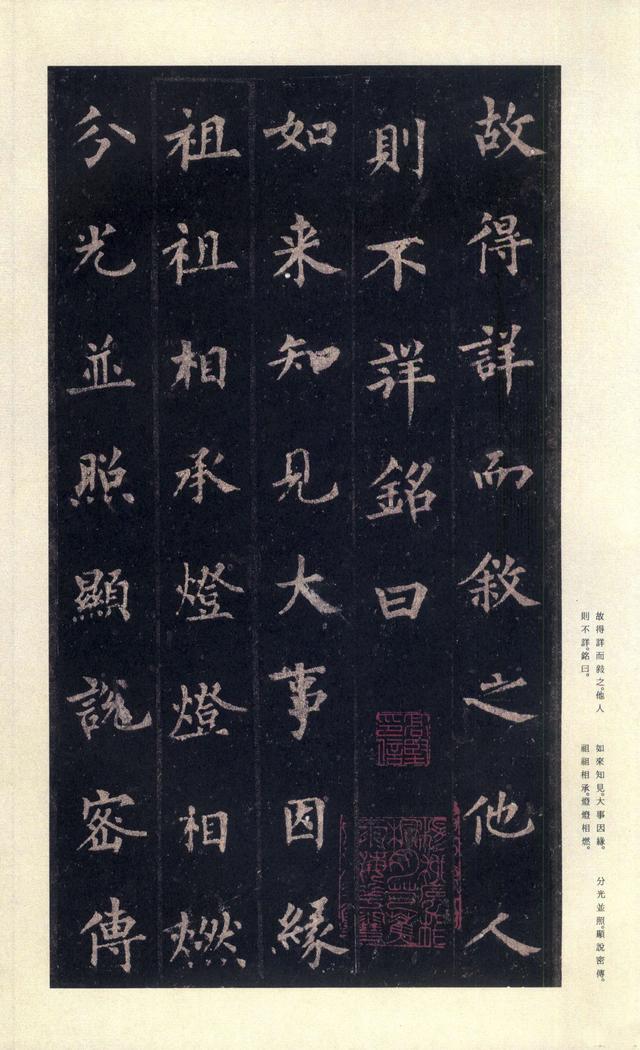 故得詳而敘之他人
則不詳銘曰
如来知見大事因緣
祖祖相承燈燈相燃
分光並照顯說密傳
故得詳而敍之。他人
則不詳。銘曰。
如來知見。大事因緣。
祖祖相承。燈燈相燃。
分光並照。顯說密傳。